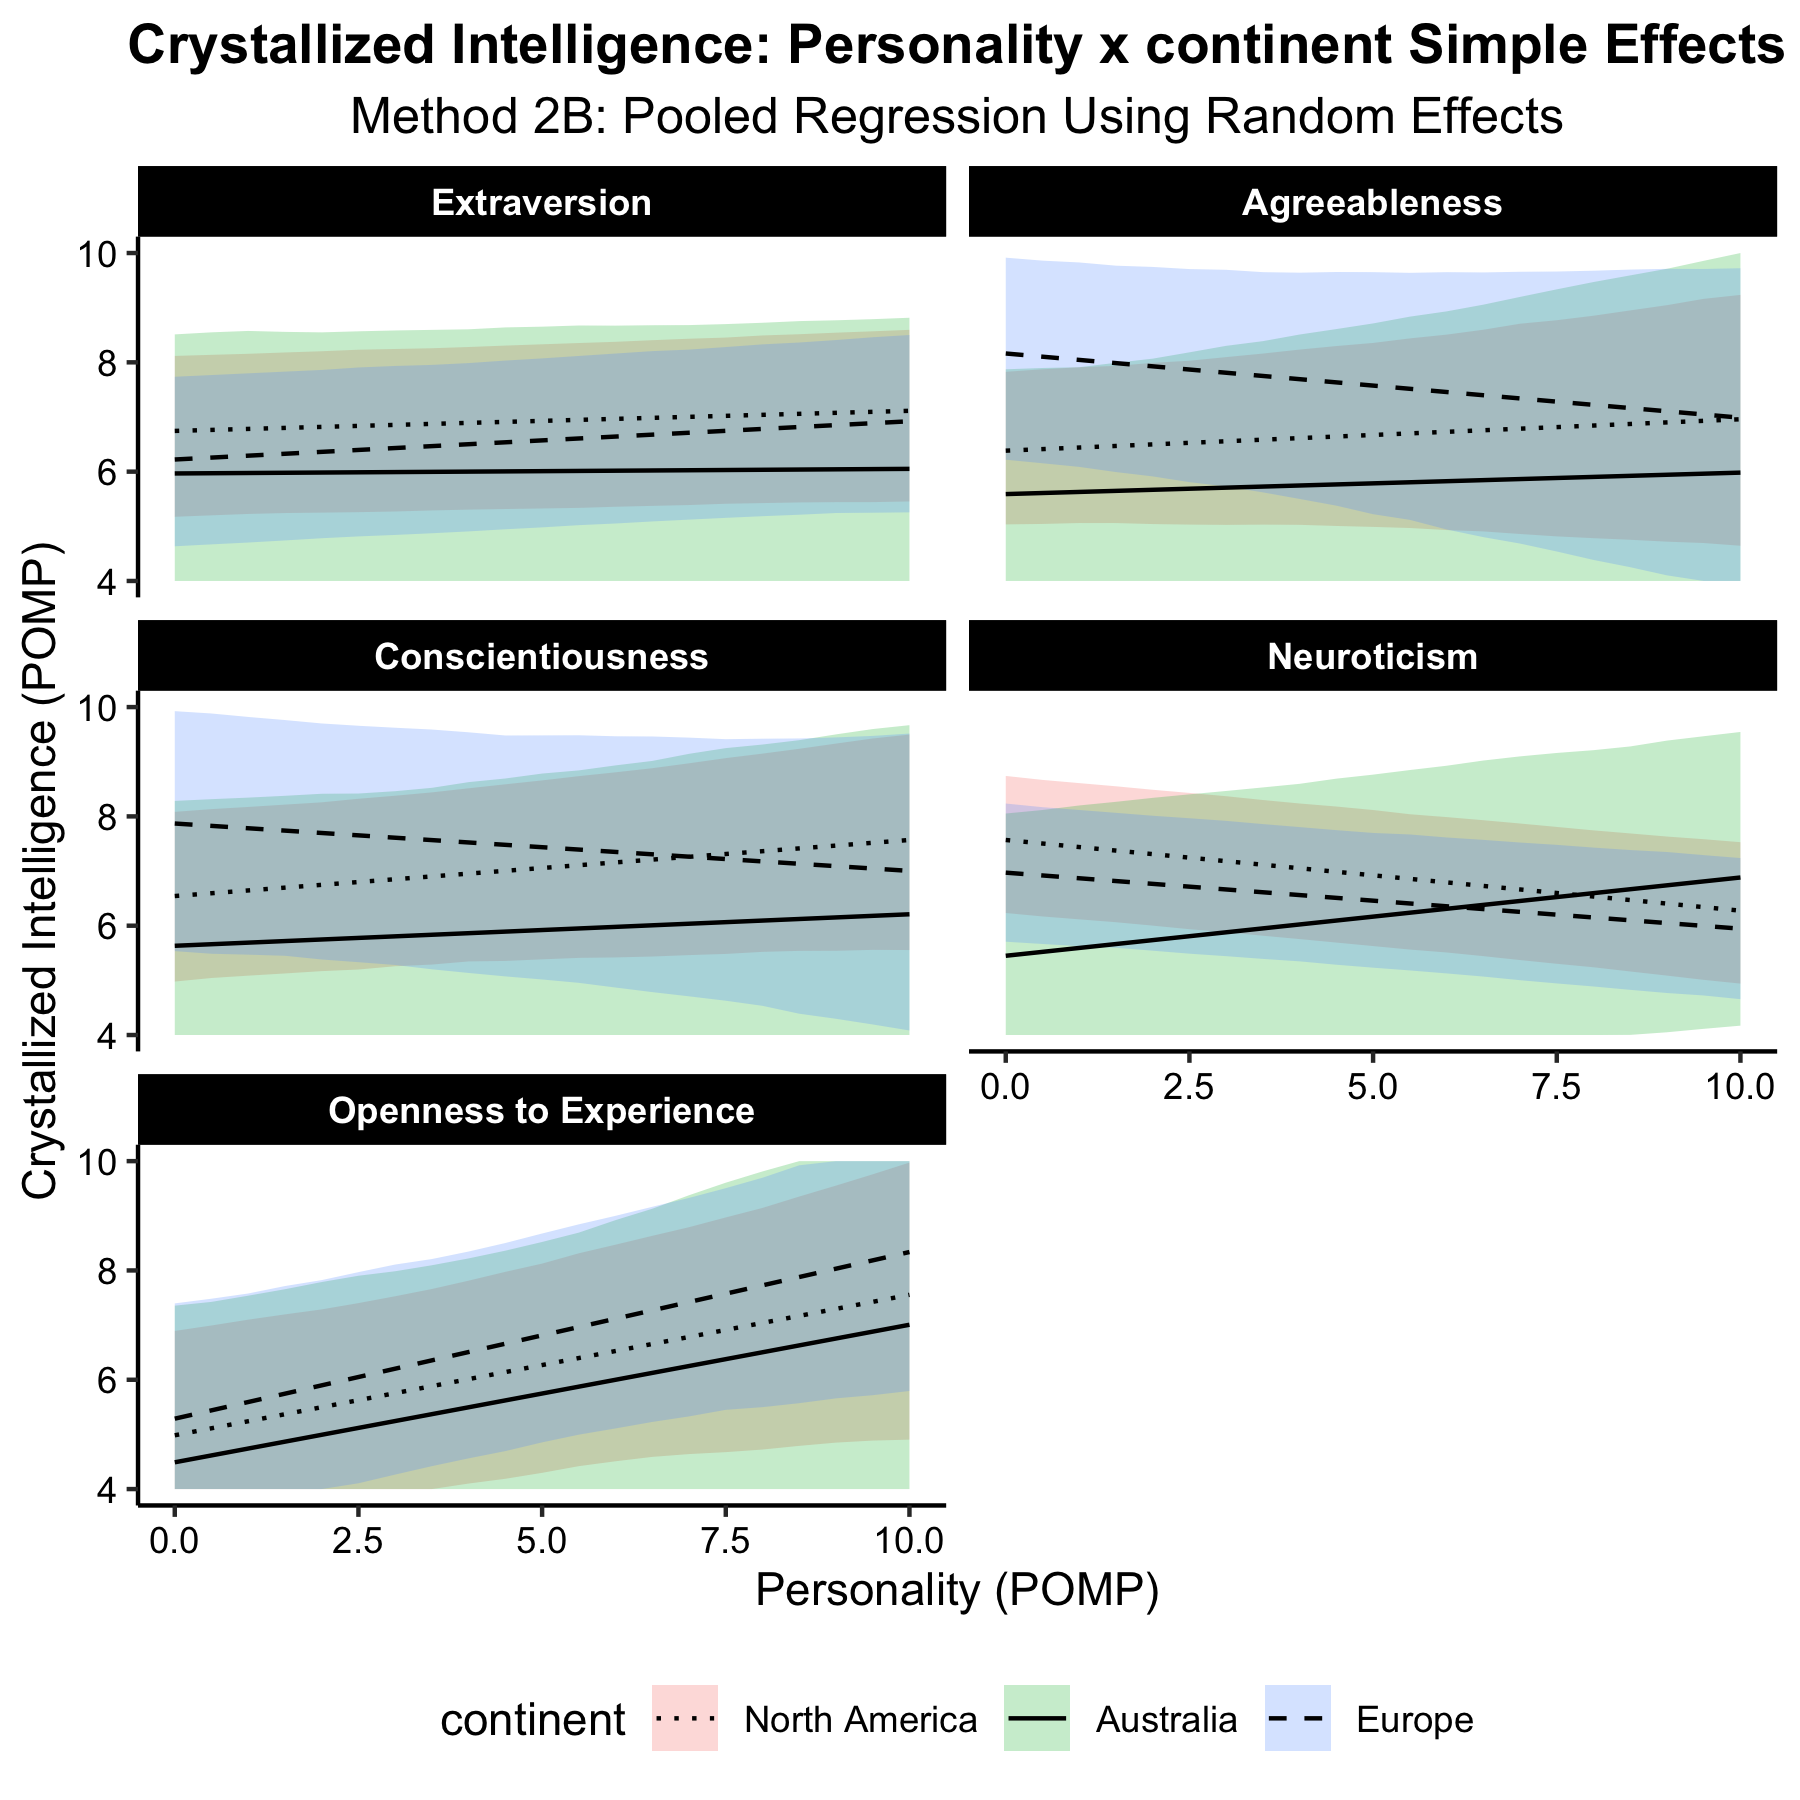 Crystallized Intelligence: Personality x continent Simple Effects
Method 2B: Pooled Regression Using Random Effects
Extraversion
Agreeableness
10
8
6
4
Conscientiousness
Neuroticism
10
8
6
4
0.0 2.5 5.0 7.5 10.0
Openness to Experience
10
8
6
4
0.0 2.5 5.0 7.5 10.0
Crystallized Intelligence (POMP)
Personality (POMP)
continent North America Australia Europe